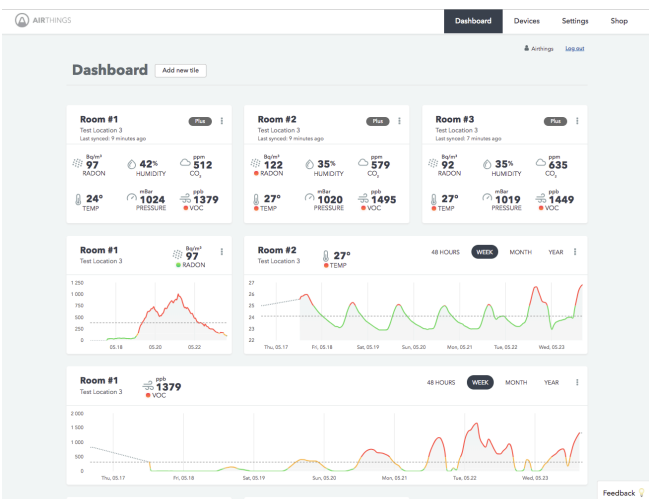 AIRTHINGS
Dashboard Devices Settings Shop
Airthings Log out
Dashboard Add new tile
Room #1 Plus
Test Location 3
Last synced: 9 minutes ago
Bq/m³ ppm
97 42% 512
RADON HUMIDITY CO₂
mBar ppb
24° 1024 1379
TEMP PRESSURE VOC
Room #2 Plus
Test Location 3
Last synced: 9 minutes ago
Bq/m³ ppm
122 35% 579
RADON HUMIDITY CO₂
mBar ppb
27° 1020 1495
TEMP PRESSURE VOC
Room #3 Plus
Test Location 3
Last synced: 7 minutes ago
Bq/m³ ppm
92 35% 635
RADON HUMIDITY CO₂
mBar ppb
27° 1019 1449
TEMP PRESSURE VOC
Room #1
Test Location 3
Bq/m³
97
RADON
1 250
1 000
750
500
250
0
05.18 05.20 05.22
Room #2
Test Location 3
27°
TEMP
48 HOURS WEEK MONTH YEAR
27
26
25
24
23
22
Thu, 05.17 Fri, 05.18 Sat, 05.19 Sun, 05.20 Mon, 05.21 Tue, 05.22 Wed, 05.23
Room #1
Test Location 3
ppb
1379
VOC
48 HOURS WEEK MONTH YEAR
2 000
1 500
1 000
500
0
Thu, 05.17 Fri, 05.18 Sat, 05.19 Sun, 05.20 Mon, 05.21 Tue, 05.22 Wed, 05.23
Feedback